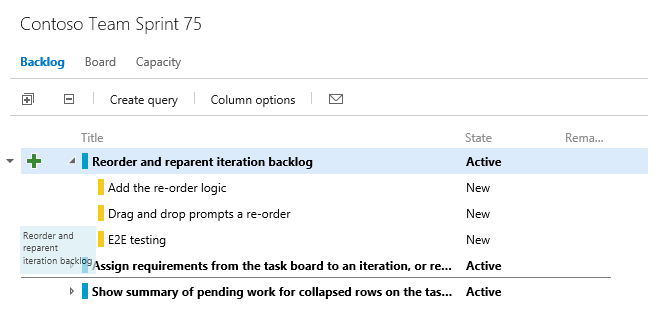 Contoso Team Sprint 75
Backlog Board Capacity
Create query Column options
Title State Rema...
Reorder and reparent iteration backlog Active
Add the re-order logic New
Drag and drop prompts a re-order New
E2E testing New
Reorder and
reparent
iteration backlog
Assign requirements from the task board to an iteration, or re... Active
Show summary of pending work for collapsed rows on the tas... Active